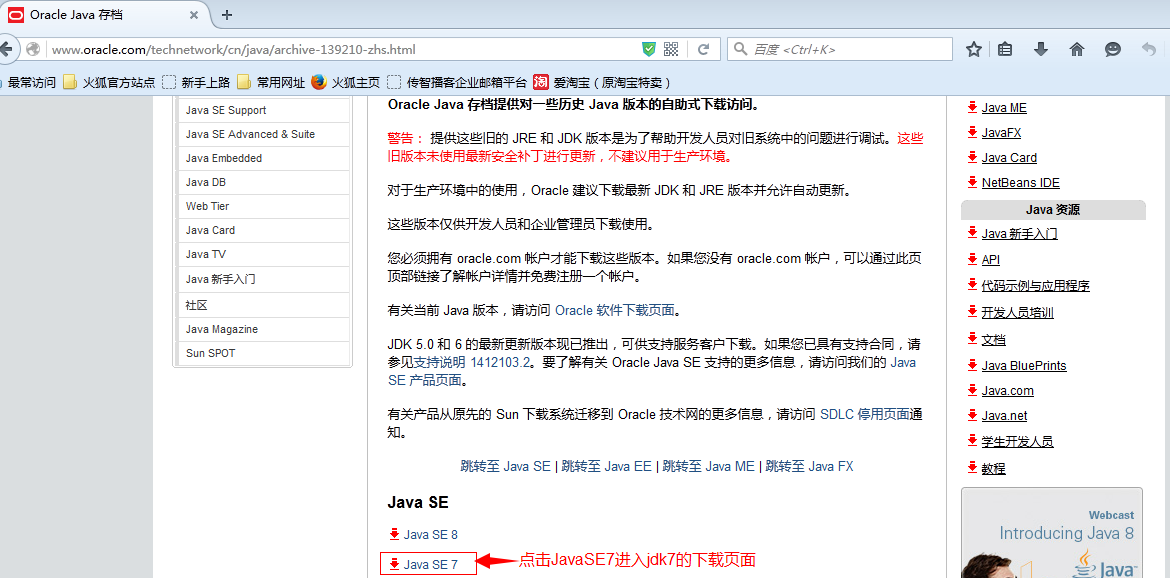 Oracle Java 存档
www.oracle.com/technetwork/cn/java/archive-139210-zhs.html
百度 <Ctrl+K>
最常访问 火狐官方站点 新手上路 常用网址 火狐主页 传智播客企业邮箱平台 淘 爱淘宝（原淘宝特卖）
Java SE Support
Java SE Advanced & Suite
Java Embedded
Java DB
Web Tier
Java Card
Java TV
Java 新手入门
社区
Java Magazine
Sun SPOT
Oracle Java 存档提供对一些历史 Java 版本的自助式下载访问。
警告： 提供这些旧的 JRE 和 JDK 版本是为了帮助开发人员对旧系统中的问题进行调试。这些
旧版本未使用最新安全补丁进行更新，不建议用于生产环境。
对于生产环境中的使用，Oracle 建议下载最新 JDK 和 JRE 版本并允许自动更新。
这些版本仅供开发人员和企业管理员下载使用。
您必须拥有 oracle.com 帐户才能下载这些版本。如果您没有 oracle.com 帐户，可以通过此页
顶部链接了解帐户详情并免费注册一个帐户。
有关当前 Java 版本，请访问 Oracle 软件下载页面。
JDK 5.0 和 6 的最新更新版本现已推出，可供支持服务客户下载。如果您已具有支持合同，请
参见支持说明 1412103.2。要了解有关 Oracle Java SE 支持的更多信息，请访问我们的 Java
SE 产品页面。
有关产品从原先的 Sun 下载系统迁移到 Oracle 技术网的更多信息，请访问 SDLC 停用页面通
知。
跳转至 Java SE | 跳转至 Java EE | 跳转至 Java ME | 跳转至 Java FX
Java SE
Java SE 8
Java SE 7
点击JavaSE7进入jdk7的下载页面
Java ME
JavaFX
Java Card
NetBeans IDE
Java 资源
Java 新手入门
API
代码示例与应用程序
开发人员培训
文档
Java BluePrints
Java.com
Java.net
学生开发人员
教程
Webcast
Introducing Java 8
Java